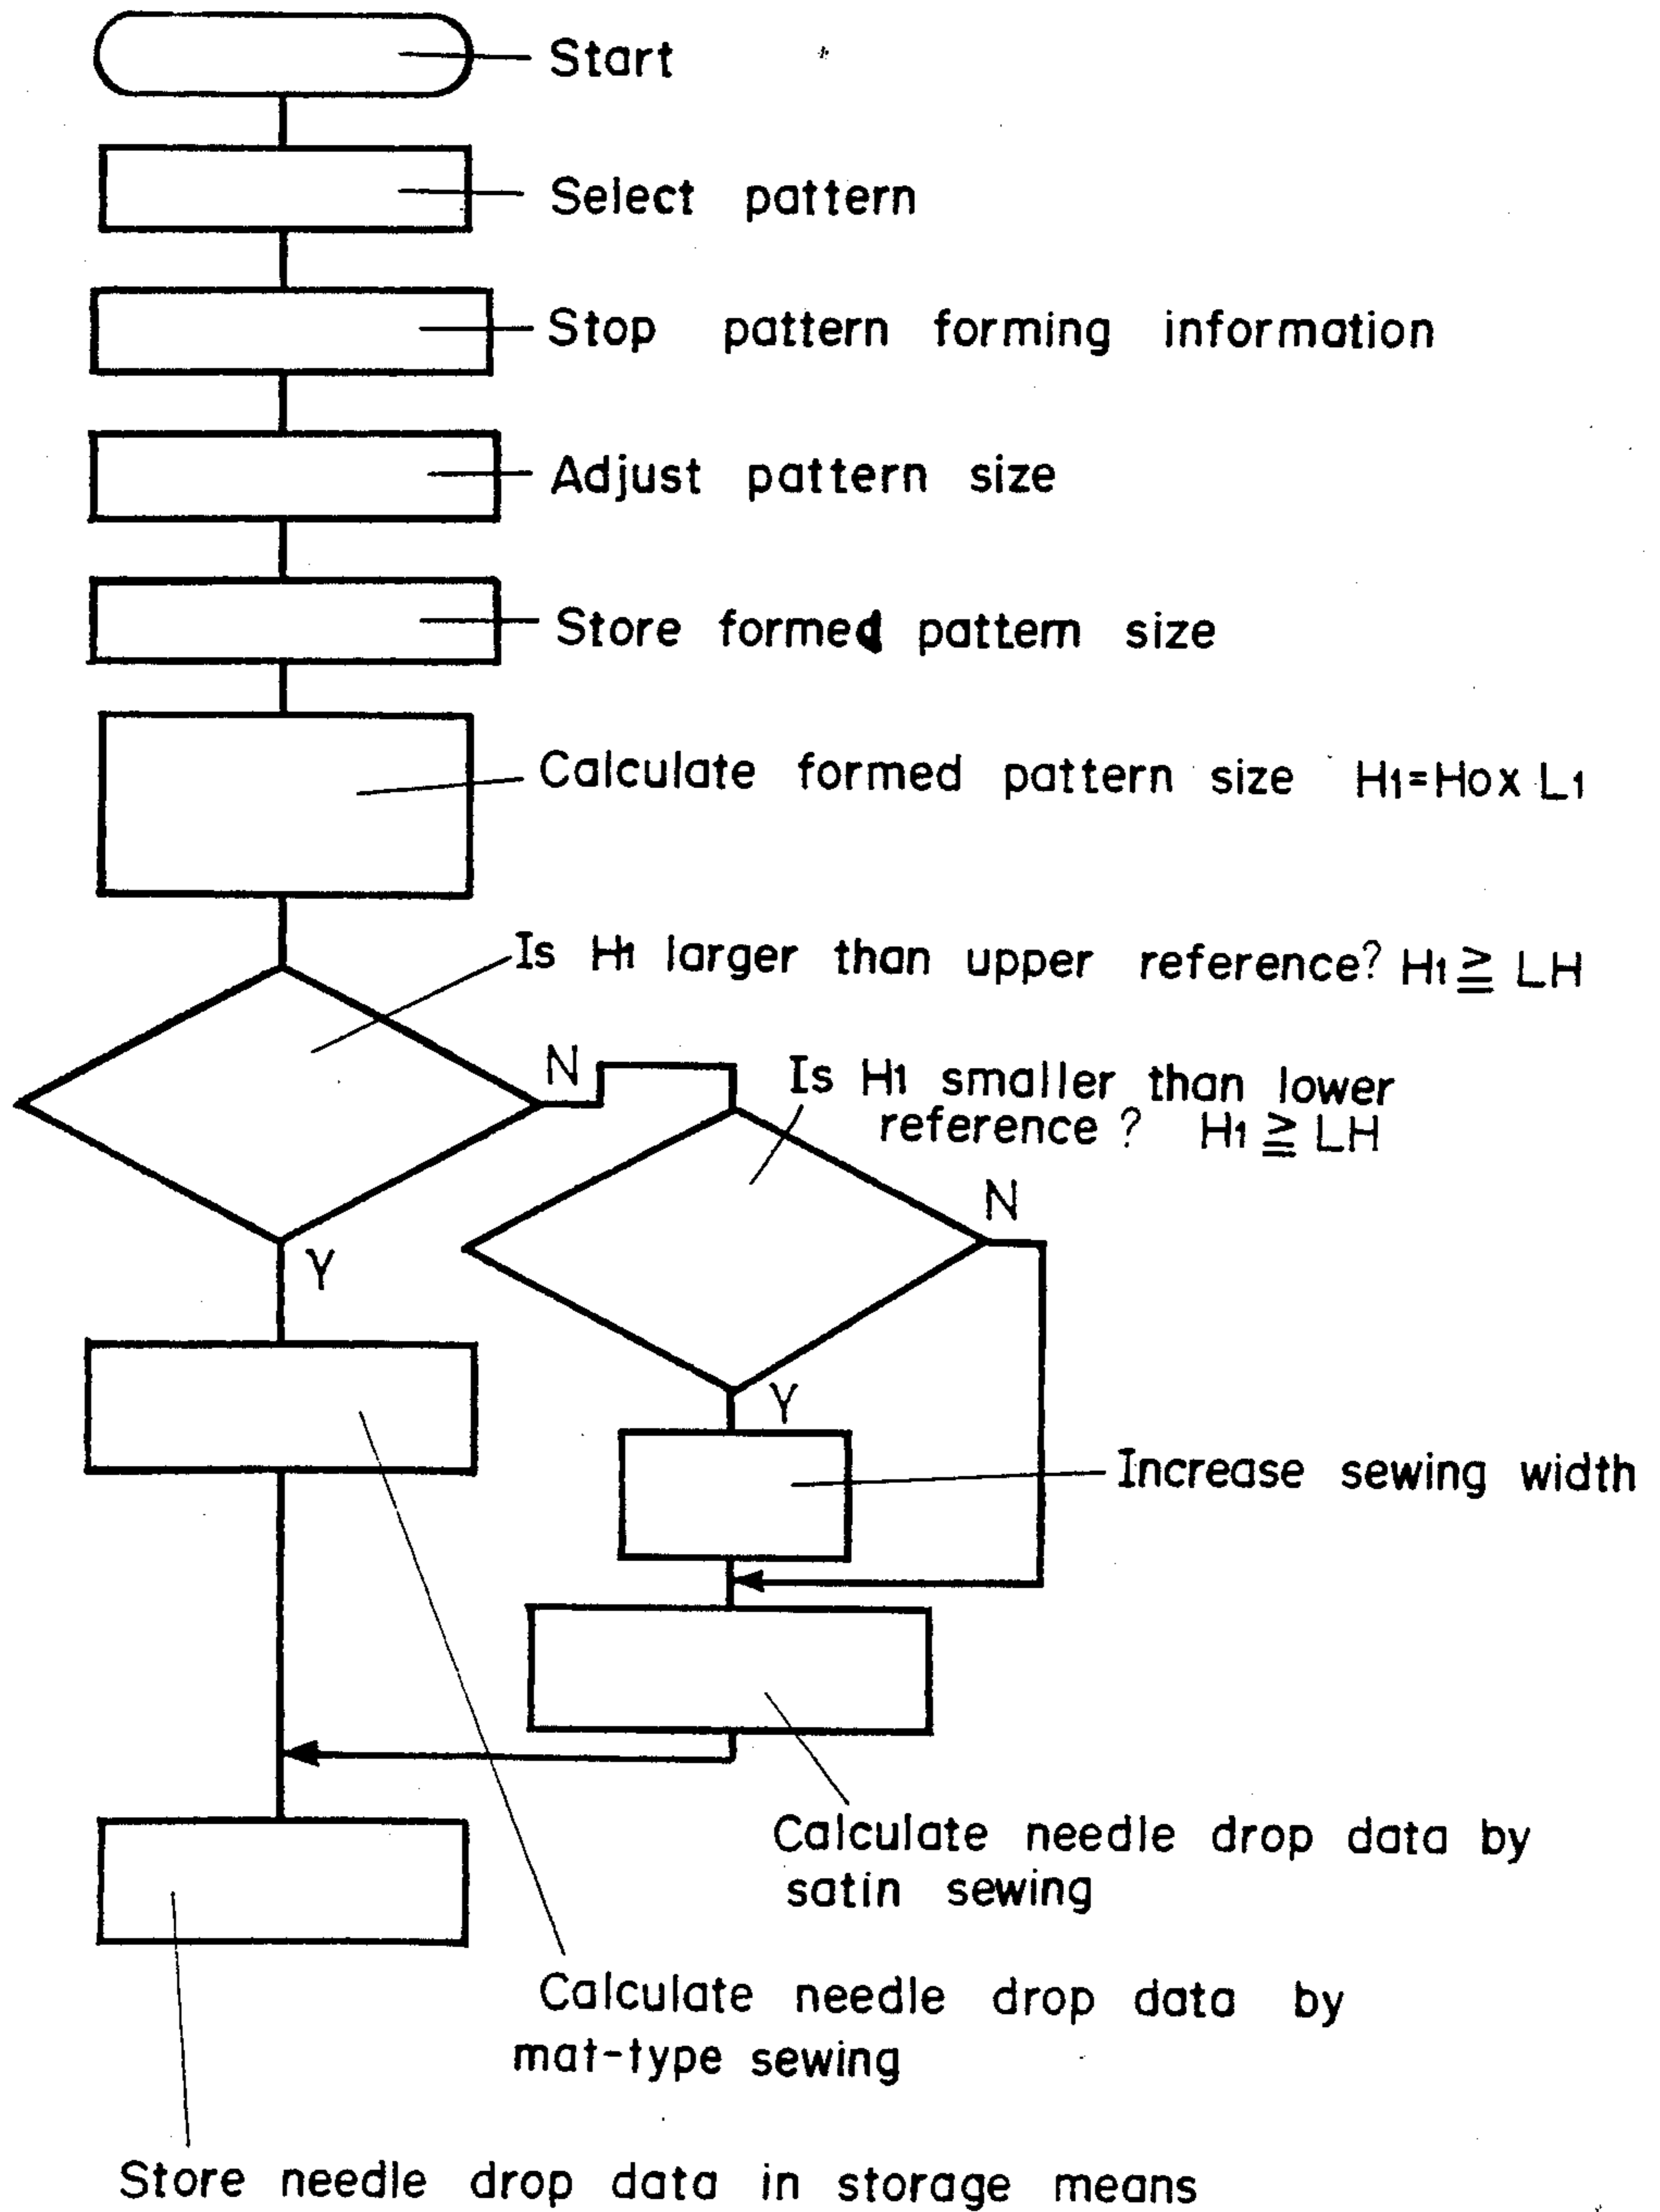 Start
Select pattern
Stop pattern forming information
Adjust pattern size
Store formed pattern size
Calculate formed pattern size H1=Ho x L1
Is H1 larger than upper reference? H1 ≧ LH
N
Is H1 smaller than lower
reference ? H1 ≧ LH
N
Y
Y
Increase sewing width
Calculate needle drop data by
satin sewing
Calculate needle drop data by
mat-type sewing
Store needle drop data in storage means